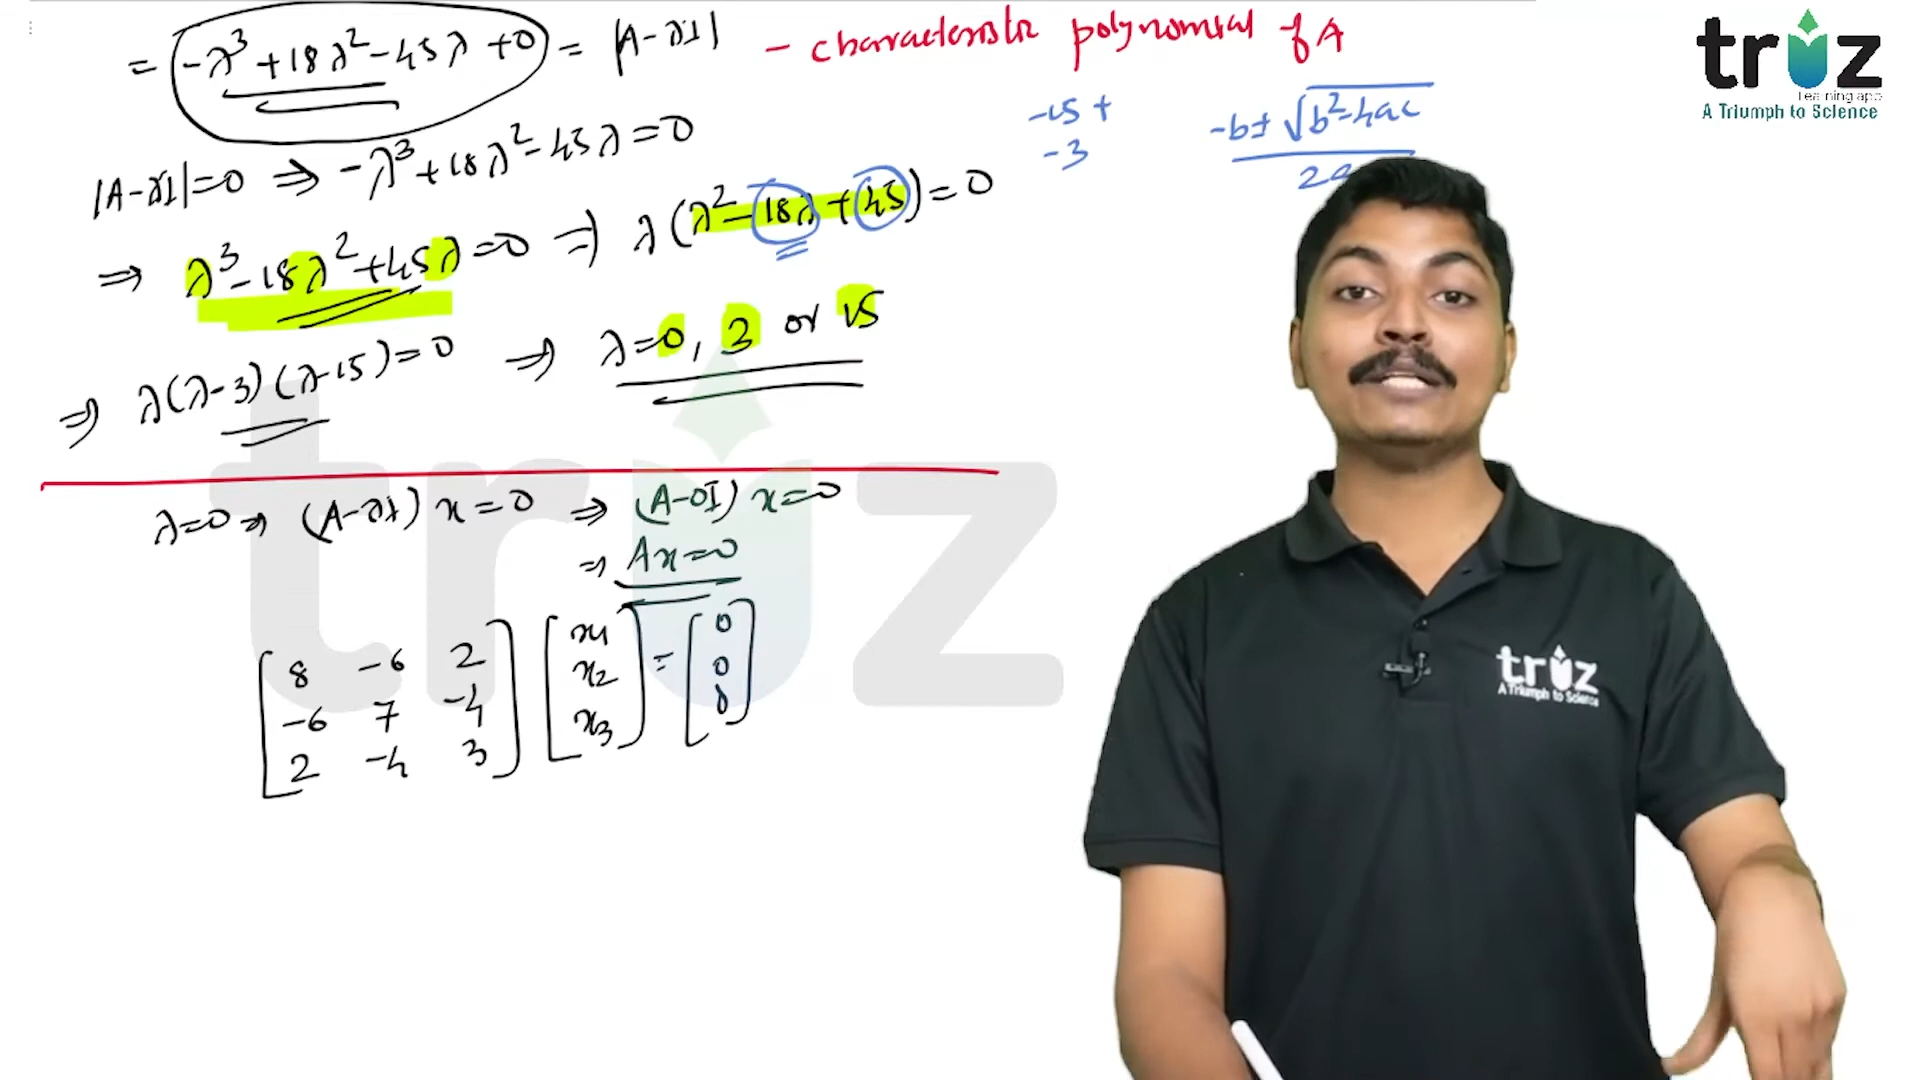 = -λ³ + 18λ² - 45λ + 0 = |A-λI| - characteristic polynomial of A
|A-λI| = 0 ⇒ -λ³ + 18λ² - 45λ = 0
-15 +
-3
-b ± √b²-4ac
2a
⇒ λ³ - 18λ² + 45λ = 0 ⇒ λ(λ² - 18λ + 45) = 0
⇒ λ(λ-3)(λ-15) = 0 ⇒ λ = 0, 3 or 15
λ=0 ⇒ (A-λI) x = 0 ⇒ (A-0I) x = 0
⇒ Ax = 0
[8 -6 2] [x1] = [0]
[-6 7 -4] [x2] [0]
[2 -4 3] [x3] [0]
truz
Learning app
A Triumph to Science
truz
truz
A Triumph to Science